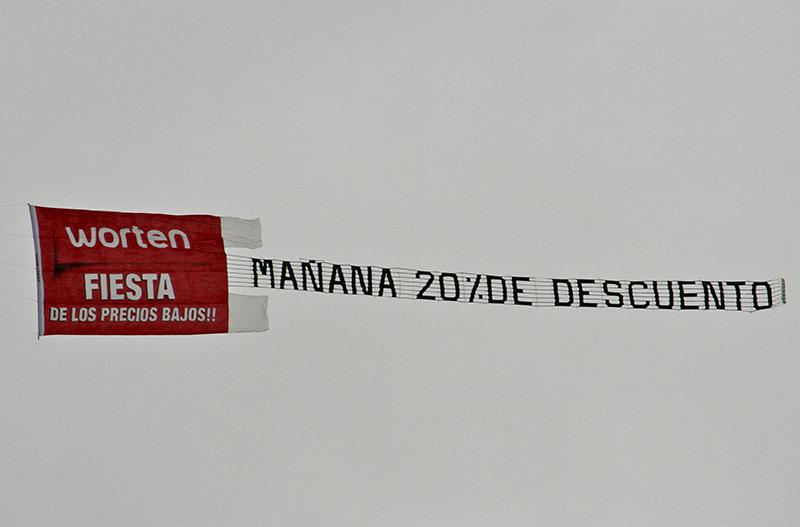 worten
FIESTA
DE LOS PRECIOS BAJOS!!
MAÑANA 20% DE DESCUENTO